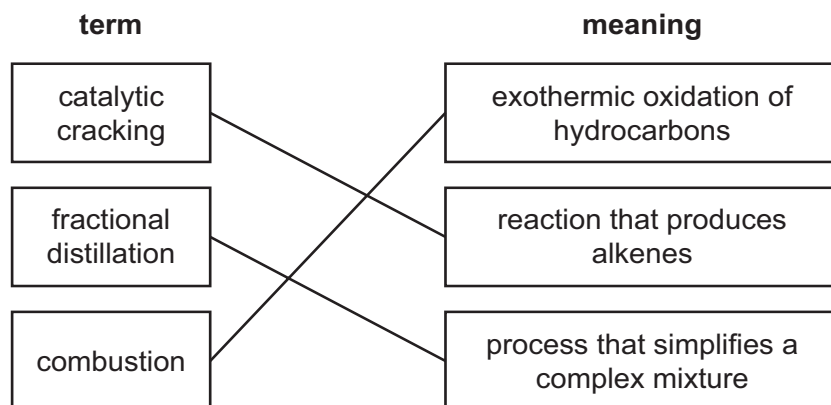 term
meaning
catalytic
cracking
exothermic oxidation of
hydrocarbons
fractional
distillation
reaction that produces
alkenes
combustion
process that simplifies a
complex mixture